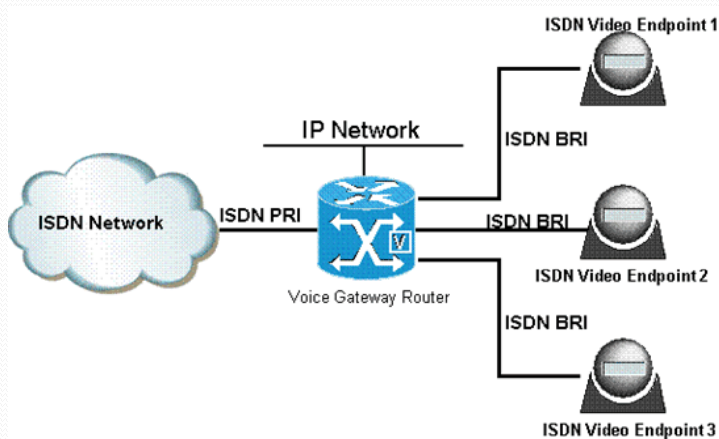 ISDN Video Endpoint 1
IP Network
ISDN BRI
ISDN Network
ISDN PRI
V
ISDN BRI
Voice Gateway Router
ISDN Video Endpoint 2
ISDN BRI
ISDN Video Endpoint 3